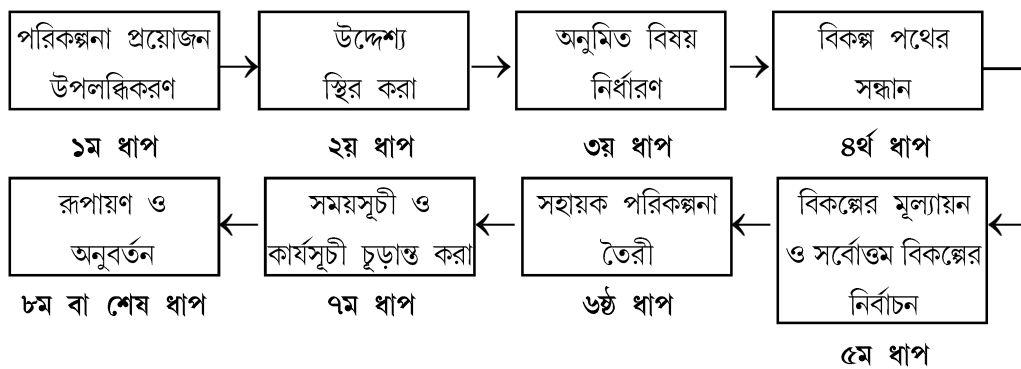 পরিকল্পনা প্রয়োজন
উপলব্ধিকরণ
১ম ধাপ
উদ্দেশ্য
স্থির করা
২য় ধাপ
অনুমিত বিষয়
নির্ধারণ
৩য় ধাপ
বিকল্প পথের
সন্ধান
৪র্থ ধাপ
বিকল্পের মূল্যায়ন
ও সর্বোত্তম বিকল্পের
নির্বাচন
৫ম ধাপ
সহায়ক পরিকল্পনা
তৈরী
৬ষ্ঠ ধাপ
সময়সূচী ও
কার্যসূচী চূড়ান্ত করা
৭ম ধাপ
রূপায়ণ ও
অনুবর্তন
৮ম বা শেষ ধাপ